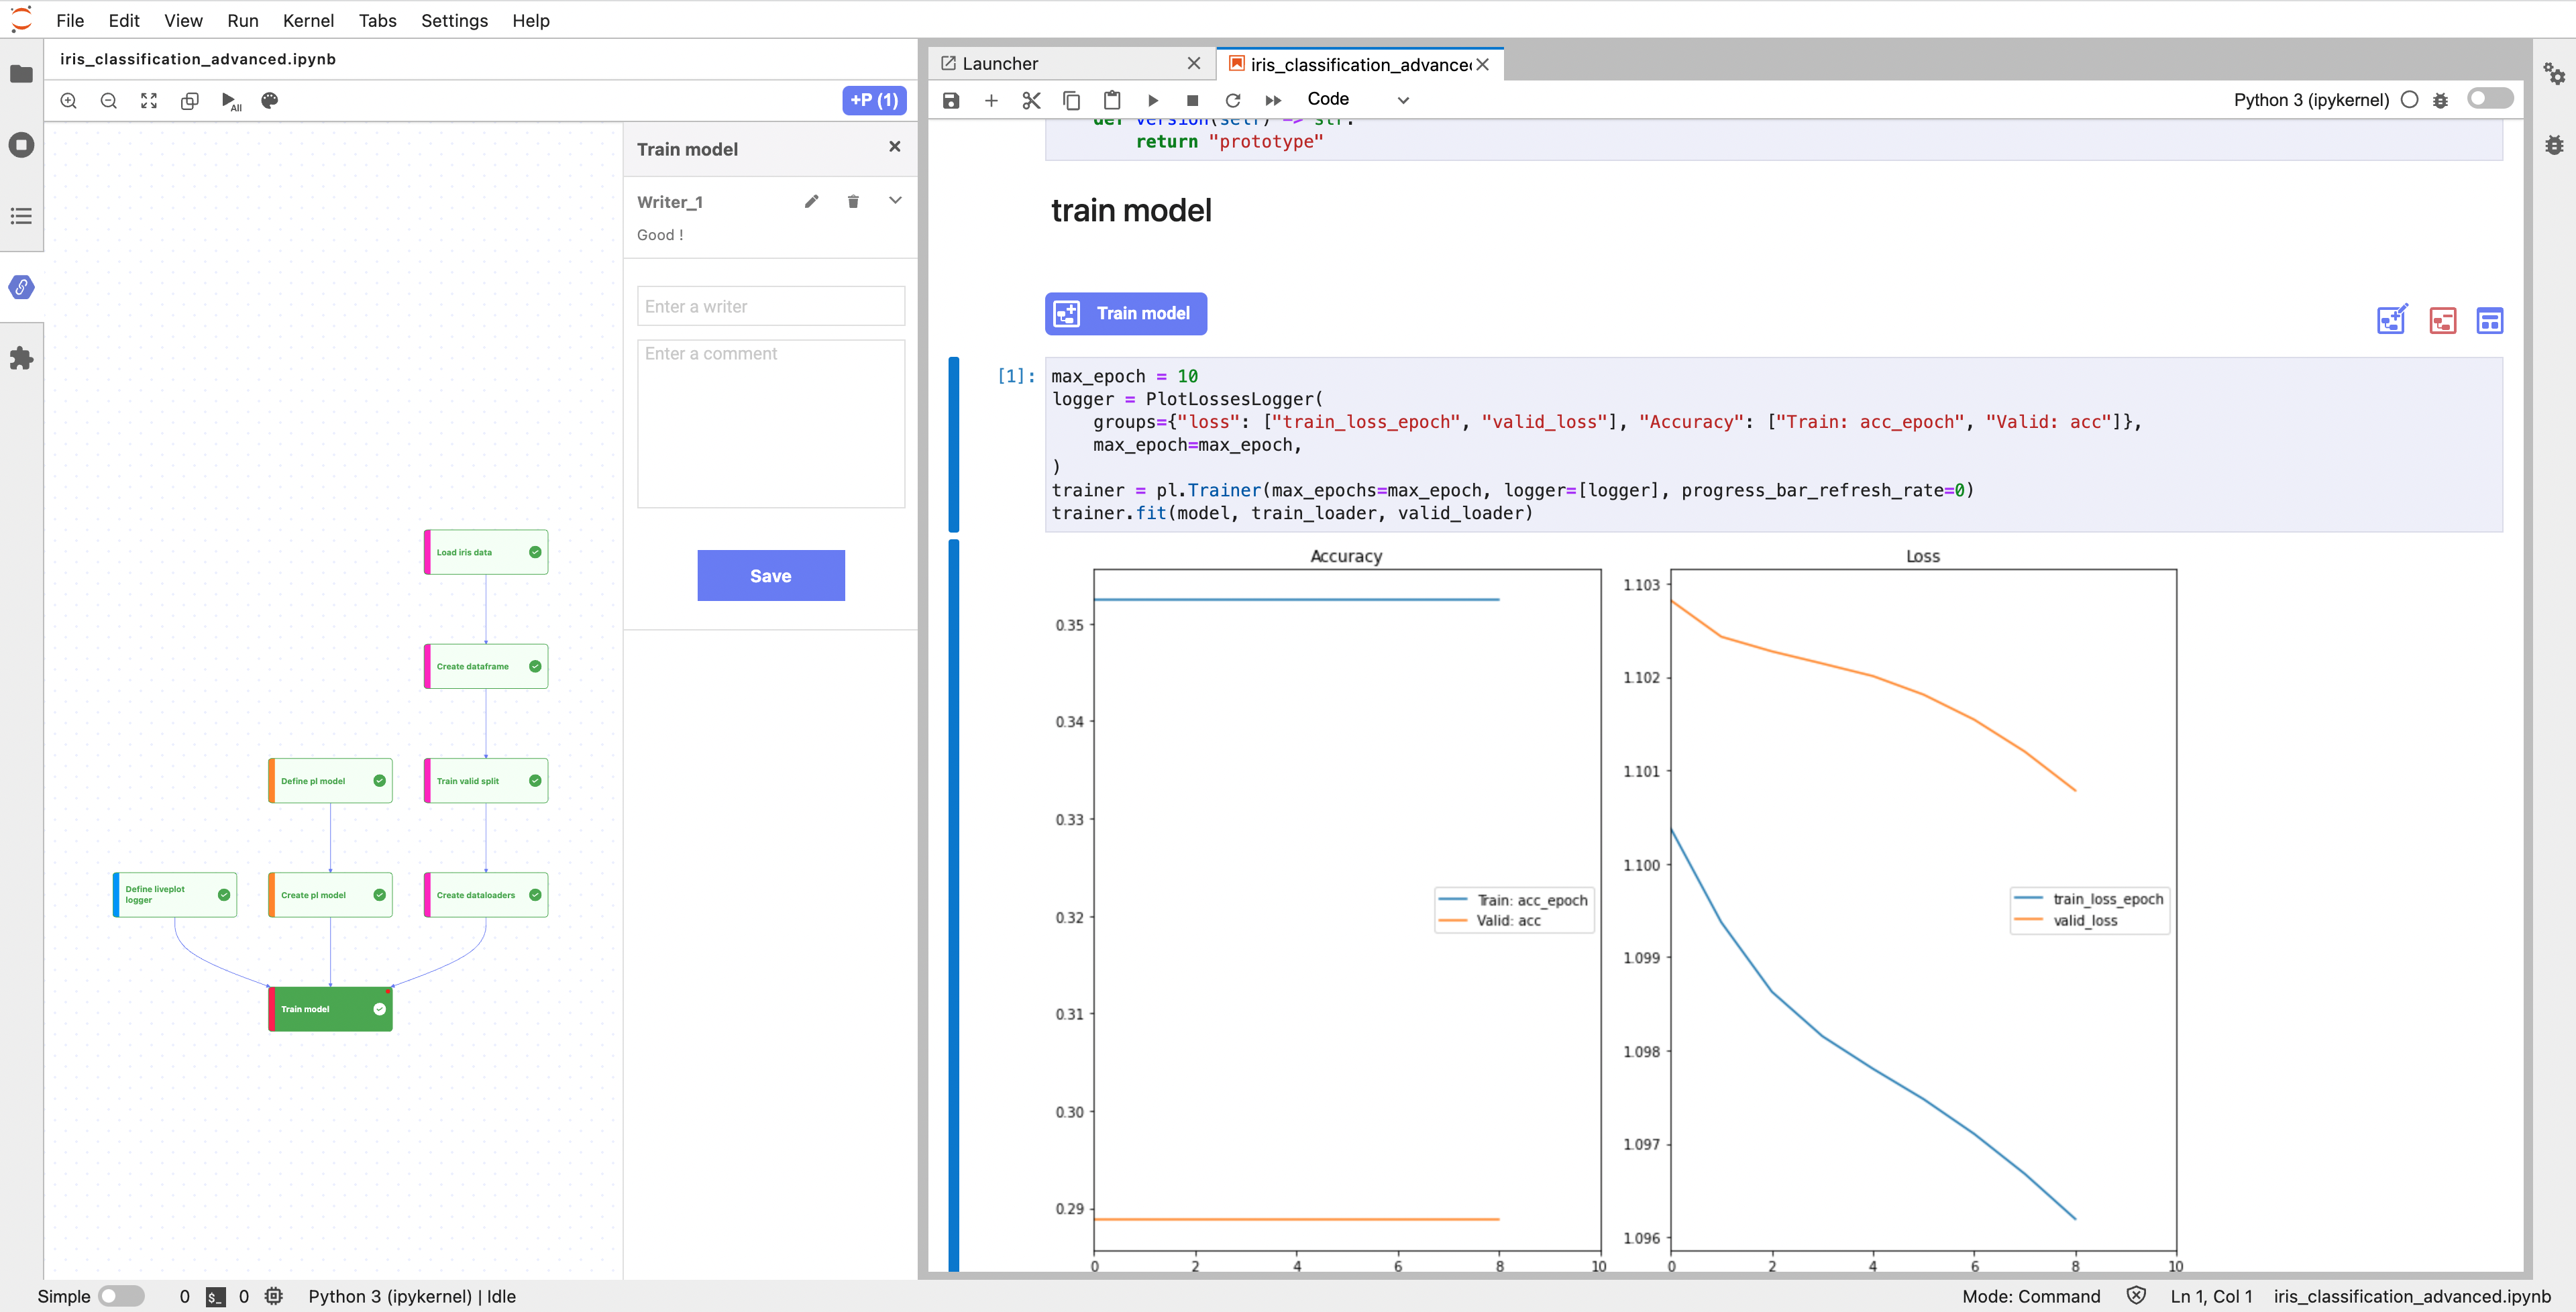 File Edit View Run Kernel Tabs Settings Help
iris_classification_advanced.ipynb
All
+P (1)
Train model
Writer_1
Good !
Enter a writer
Enter a comment
Save
Load iris data
Create dataframe
Define pl model
Train valid split
Define liveplot
logger
Create pl model
Create dataloaders
Train model
Launcher
iris_classification_advance
Code
Python 3 (ipykernel)
def version(self) -> str:
return "prototype"
train model
Train model
[1]:
max_epoch = 10
logger = PlotLossesLogger(
groups={"loss": ["train_loss_epoch", "valid_loss"], "Accuracy": ["Train: acc_epoch", "Valid: acc"]},
max_epoch=max_epoch,
)
trainer = pl.Trainer(max_epochs=max_epoch, logger=[logger], progress_bar_refresh_rate=0)
trainer.fit(model, train_loader, valid_loader)
Accuracy
0.35
0.34
0.33
0.32
0.31
0.30
0.29
0 2 4 6 8 10
Train: acc_epoch
Valid: acc
Loss
1.103
1.102
1.101
1.100
1.099
1.098
1.097
1.096
0 2 4 6 8 10
train_loss_epoch
valid_loss
Simple 0 $_ 0 Python 3 (ipykernel) | Idle
Mode: Command Ln 1, Col 1 iris_classification_advanced.ipynb